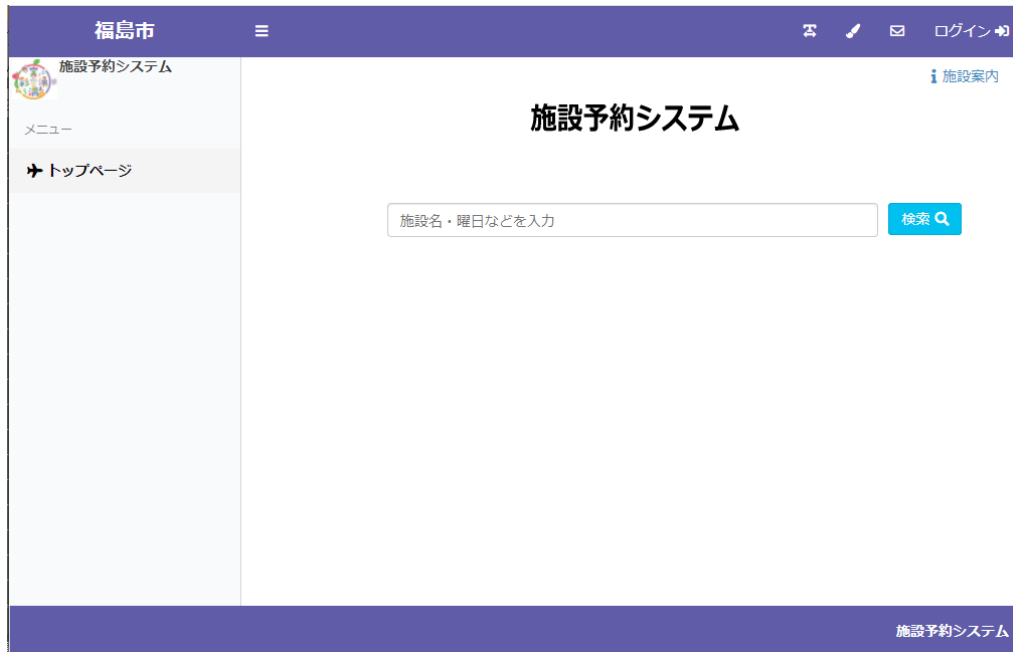 福島市
ログイン
施設予約システム
施設案内
施設予約システム
メニュー
トップページ
施設名・曜日などを入力
検索
施設予約システム